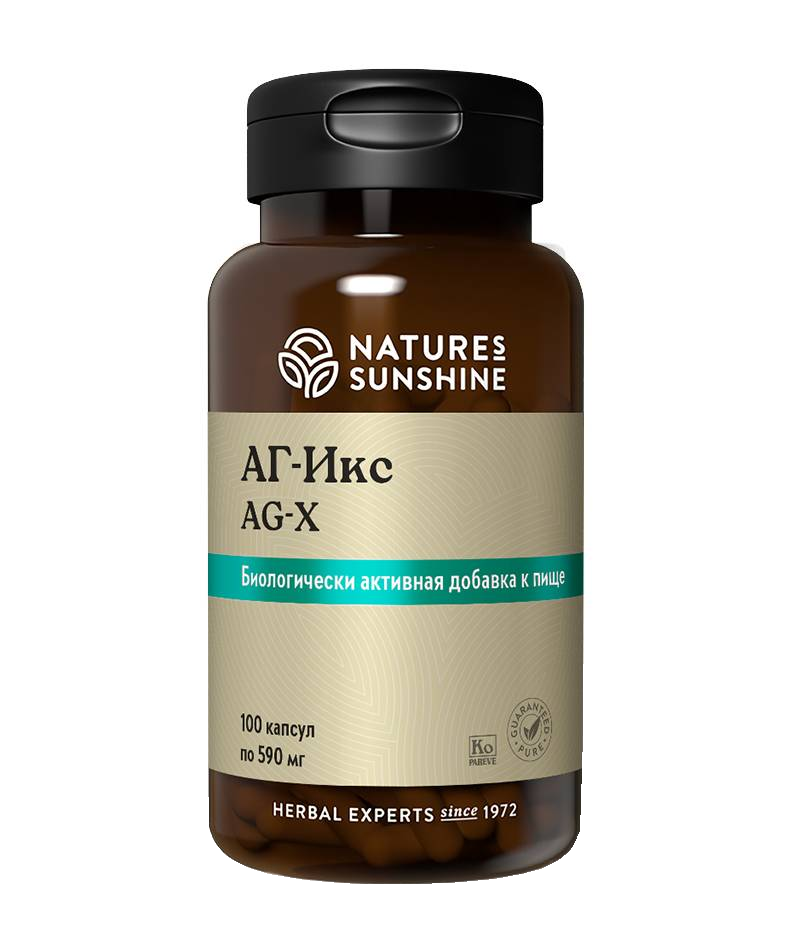 NATURE'S
SUNSHINE
АГ-Икс
AG-X
Биологически активная добавка к пище
100 капсул
по 590 мг
Ko
PAREVE
GUARANTEED
PURE
HERBAL EXPERTS since 1972